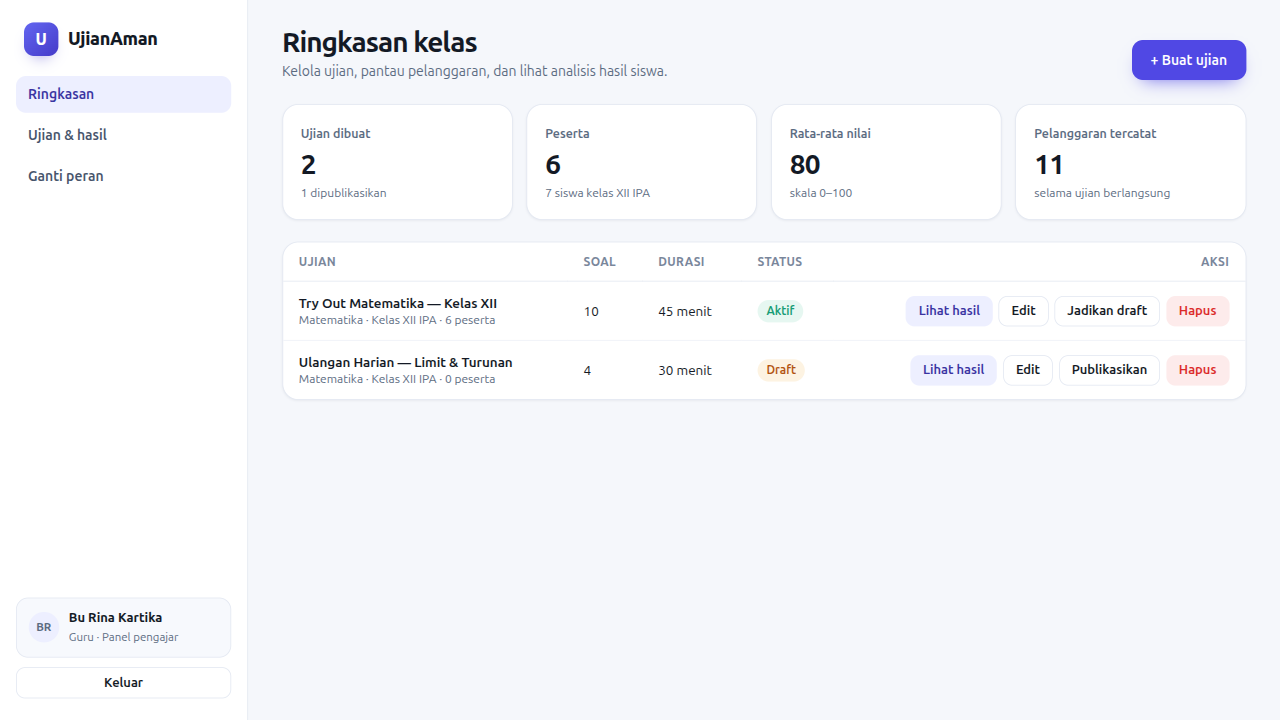 U UjianAman
Ringkasan
Ujian & hasil
Ganti peran
BR
Bu Rina Kartika
Guru · Panel pengajar
Keluar
Ringkasan kelas
Kelola ujian, pantau pelanggaran, dan lihat analisis hasil siswa.
+ Buat ujian
Ujian dibuat
2
1 dipublikasikan
Peserta
6
7 siswa kelas XII IPA
Rata-rata nilai
80
skala 0–100
Pelanggaran tercatat
11
selama ujian berlangsung
UJIAN SOAL DURASI STATUS AKSI
Try Out Matematika — Kelas XII
Matematika · Kelas XII IPA · 6 peserta
10 45 menit Aktif Lihat hasil Edit Jadikan draft Hapus
Ulangan Harian — Limit & Turunan
Matematika · Kelas XII IPA · 0 peserta
4 30 menit Draft Lihat hasil Edit Publikasikan Hapus